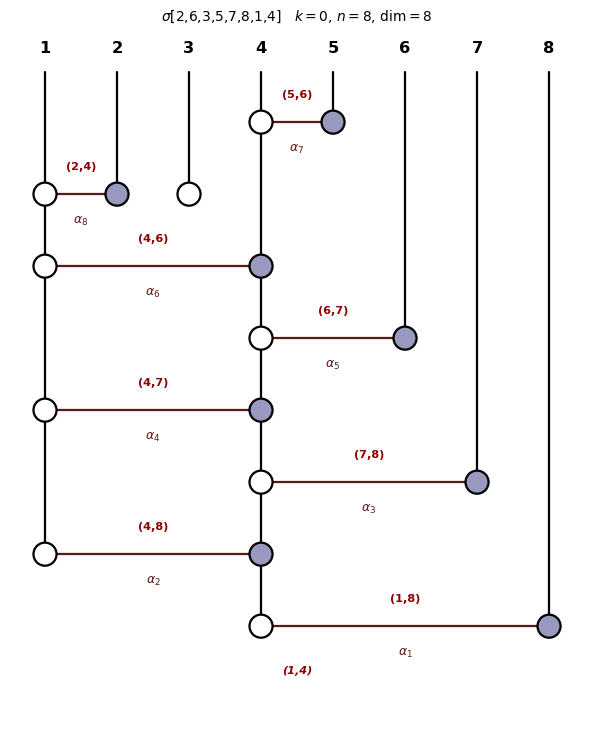 σ[2,6,3,5,7,8,1,4] k=0, n=8, dim=8
1 2 3 4 5 6 7 8
(5,6)
α₇
(2,4)
α₈
(4,6)
α₆
(6,7)
α₅
(4,7)
α₄
(7,8)
α₃
(4,8)
α₂
(1,8)
α₁
(1,4)